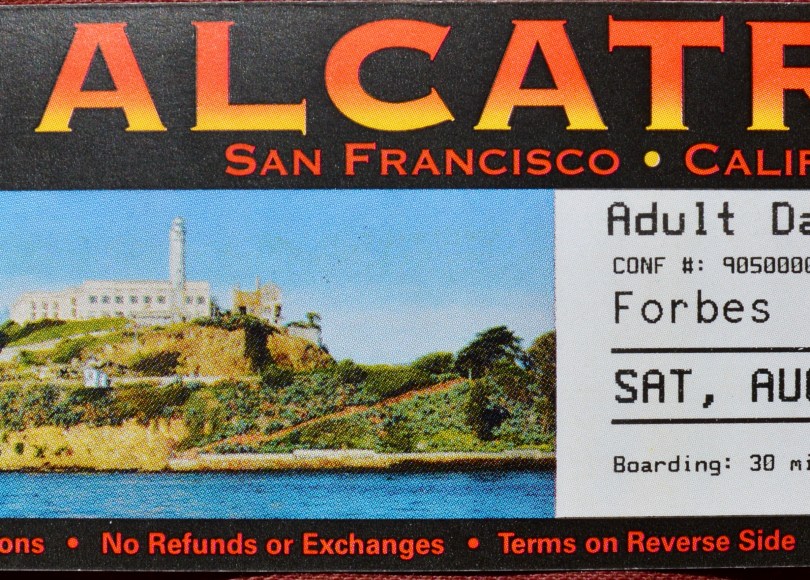 ALCATR
SAN FRANCISCO • CALIF
Adult Da
CONF #: 9050000
Forbes
SAT, AUG
Boarding: 30 mi
ons • No Refunds or Exchanges • Terms on Reverse Side